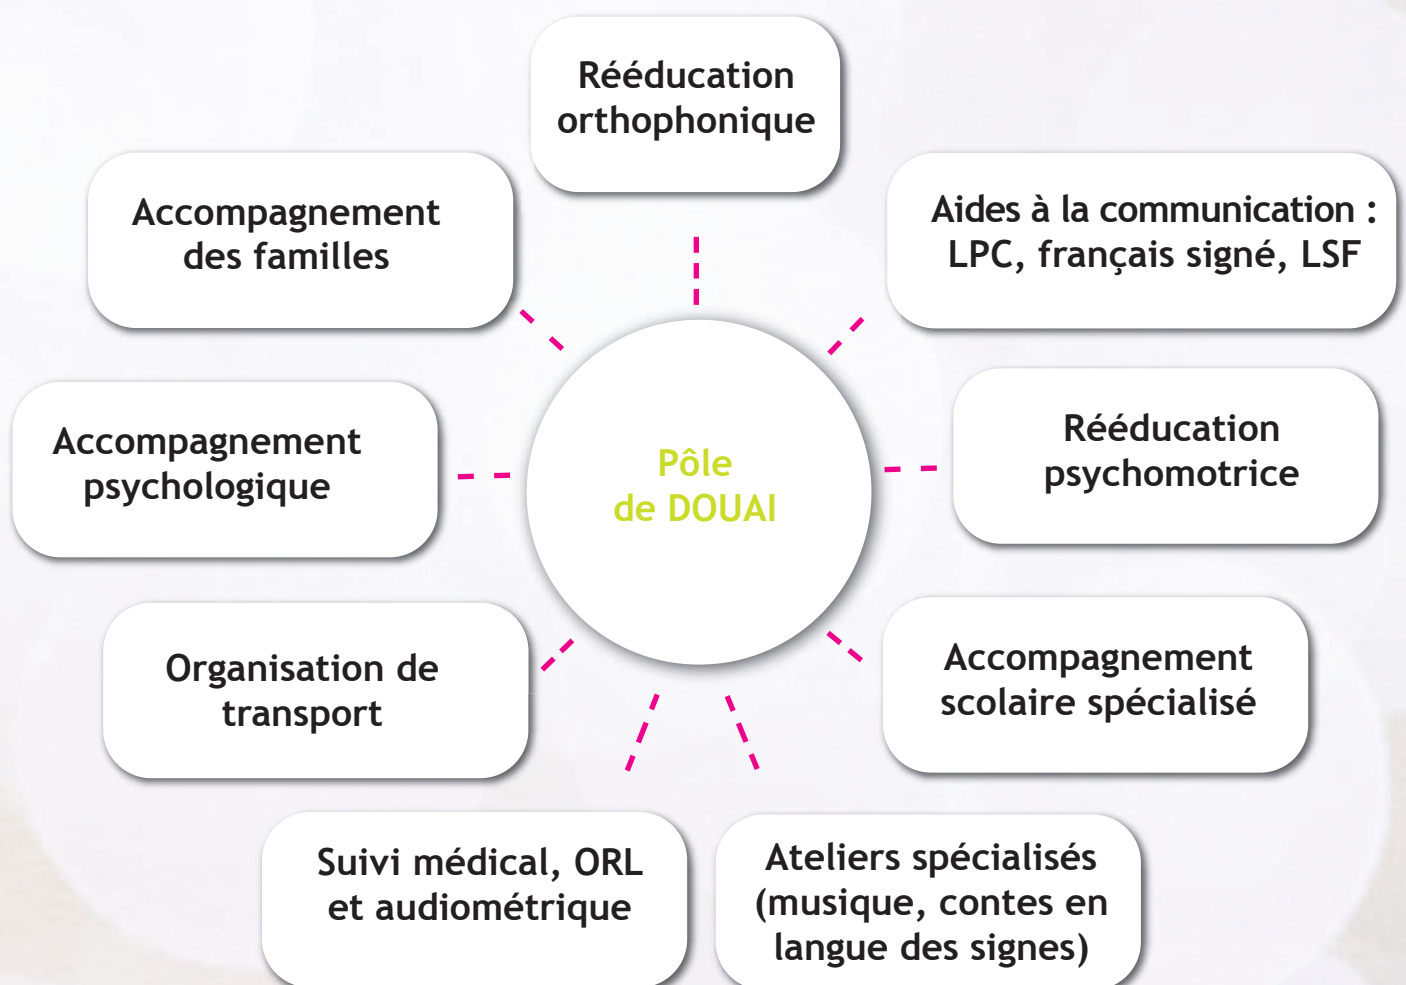 Rééducation
orthophonique
Accompagnement
des familles
Aides à la communication :
LPC, français signé, LSF
Accompagnement
psychologique
Pôle
de DOUAI
Rééducation
psychomotrice
Organisation de
transport
Accompagnement
scolaire spécialisé
Suivi médical, ORL
et audiométrique
Ateliers spécialisés
(musique, contes en
langue des signes)